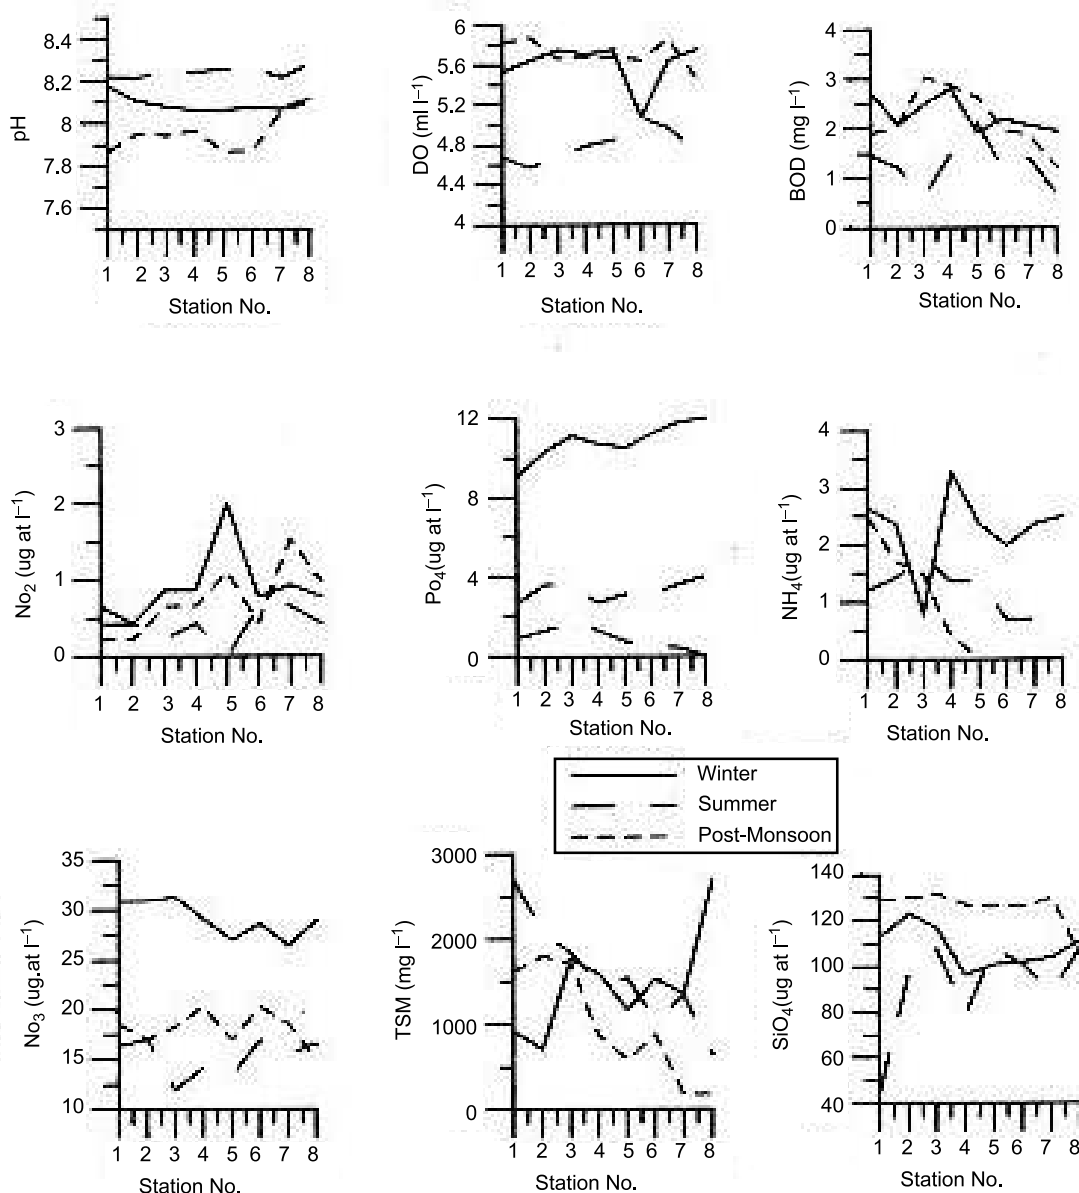 8.4
8.2
8
7.8
7.6
pH
1 2 3 4 5 6 7 8
Station No.
6
5.6
5.2
4.8
4.4
4
DO (ml l⁻¹)
1 2 3 4 5 6 7 8
Station No.
4
3
2
1
0
BOD (mg l⁻¹)
1 2 3 4 5 6 7 8
Station No.
3
2
1
0
No₂ (ug at l⁻¹)
1 2 3 4 5 6 7 8
Station No.
12
8
4
0
Po₄(ug at l⁻¹)
1 2 3 4 5 6 7 8
Station No.
4
3
2
1
0
NH₄(ug at l⁻¹)
1 2 3 4 5 6 7 8
Station No.
Winter
Summer
Post-Monsoon
35
30
25
20
15
10
No₃ (ug.at l⁻¹)
1 2 3 4 5 6 7 8
Station No.
3000
2000
1000
0
TSM (mg l⁻¹)
1 2 3 4 5 6 7 8
Station No.
140
120
100
80
60
40
SiO₄(ug at l⁻¹)
1 2 3 4 5 6 7 8
Station No.